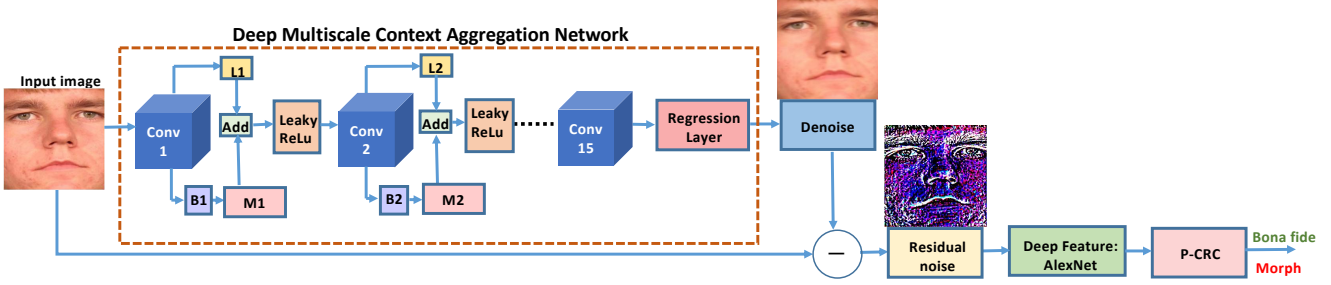 Deep Multiscale Context Aggregation Network
Input image
L1
L2
Conv
1
Add
Leaky
ReLu
Conv
2
Add
Leaky
ReLu
Conv
15
Regression
Layer
Denoise
B1
M1
B2
M2
—
Residual
noise
Deep Feature:
AlexNet
P-CRC
Bona fide
Morph